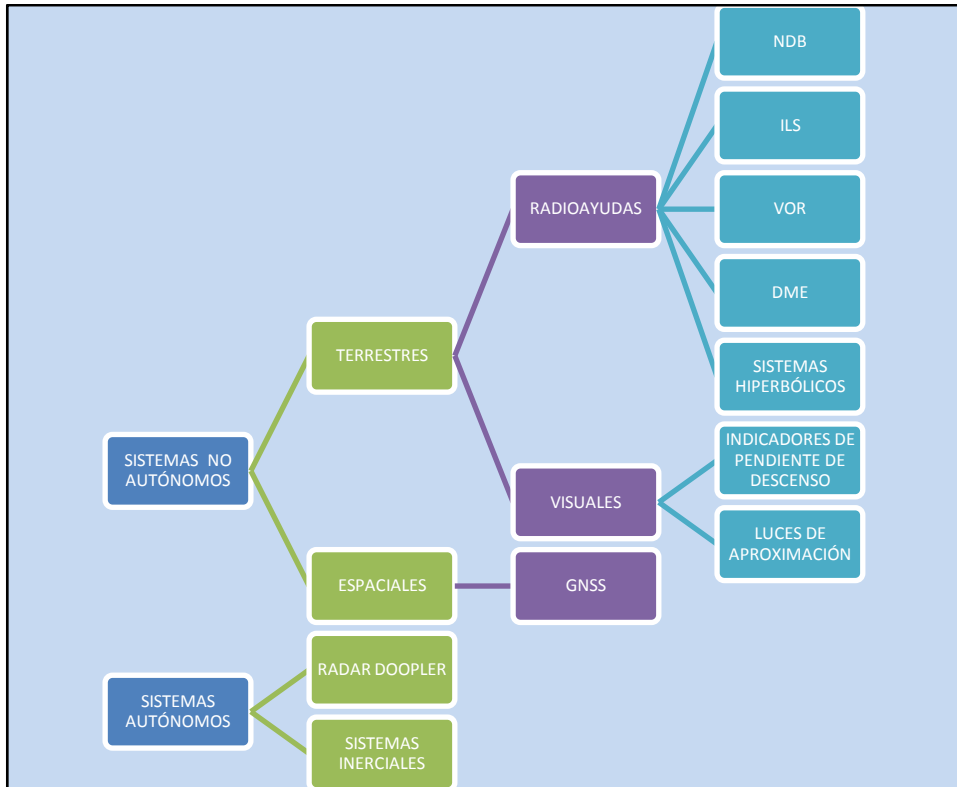 NDB
ILS
RADIOAYUDAS
VOR
DME
TERRESTRES
SISTEMAS
HIPERBÓLICOS
SISTEMAS NO
AUTÓNOMOS
INDICADORES DE
PENDIENTE DE
DESCENSO
VISUALES
LUCES DE
APROXIMACIÓN
ESPACIALES
GNSS
RADAR DOOPLER
SISTEMAS
AUTÓNOMOS
SISTEMAS
INERCIALES